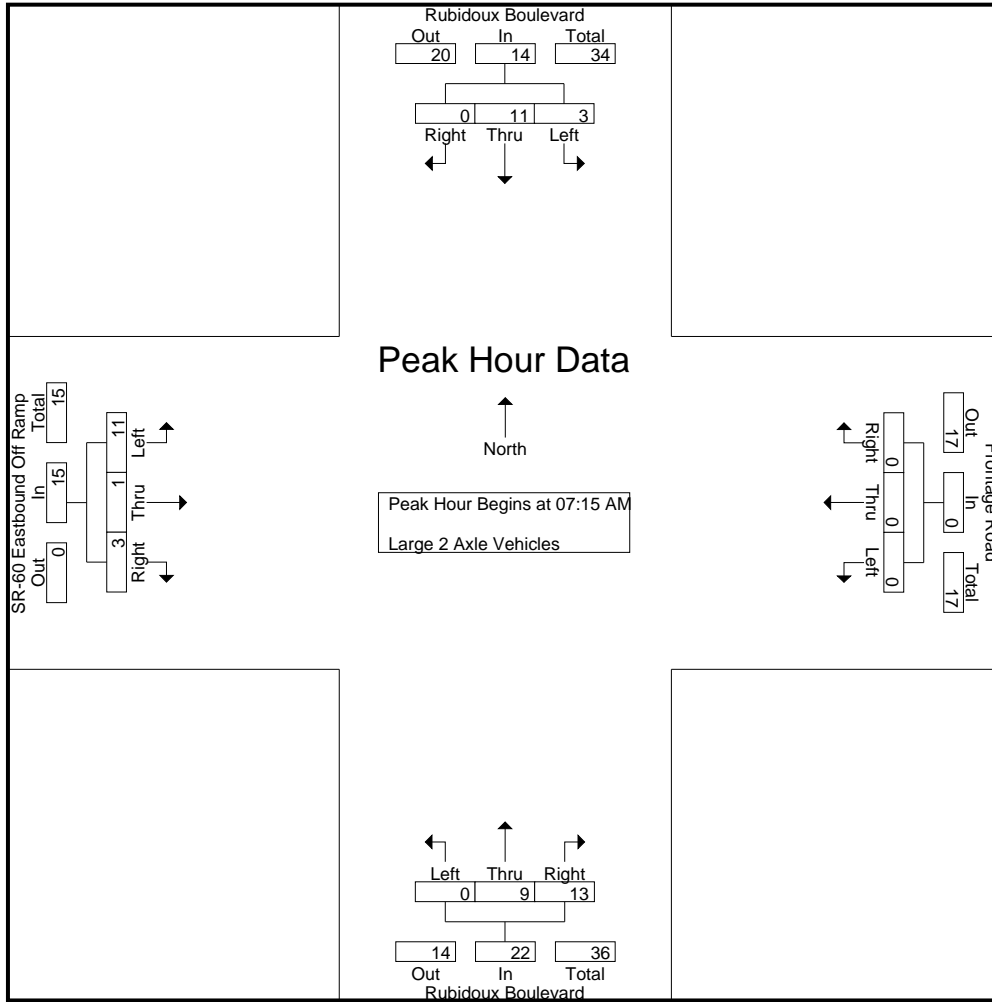 Rubidoux Boulevard
Out In Total
20 14 34
0 11 3
Right Thru Left
Peak Hour Data
North
Peak Hour Begins at 07:15 AM
Large 2 Axle Vehicles
SR-60 Eastbound Off Ramp
Total In Out
15 15 0
11 1 3
Left Thru Right
Right Thru Left
0 0 0
Out In Total
17 0 17
Frontage Road
Left Thru Right
0 9 13
14 22 36
Out In Total
Rubidoux Boulevard